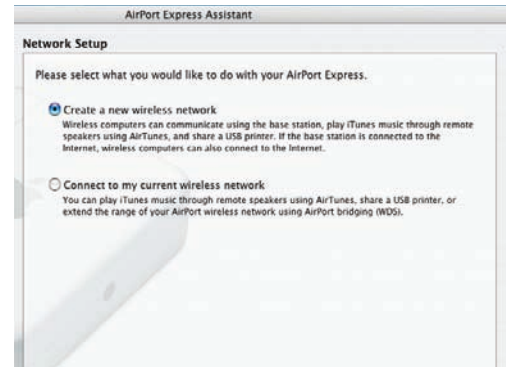 AirPort Express Assistant
Network Setup
Please select what you would like to do with your AirPort Express.
Create a new wireless network
Wireless computers can communicate using the base station, play iTunes music through remote
speakers using AirTunes, and share a USB printer. If the base station is connected to the
Internet, wireless computers can also connect to the Internet.
Connect to my current wireless network
You can play iTunes music through remote speakers using AirTunes, share a USB printer, or
extend the range of your AirPort wireless network using AirPort bridging (WDS).